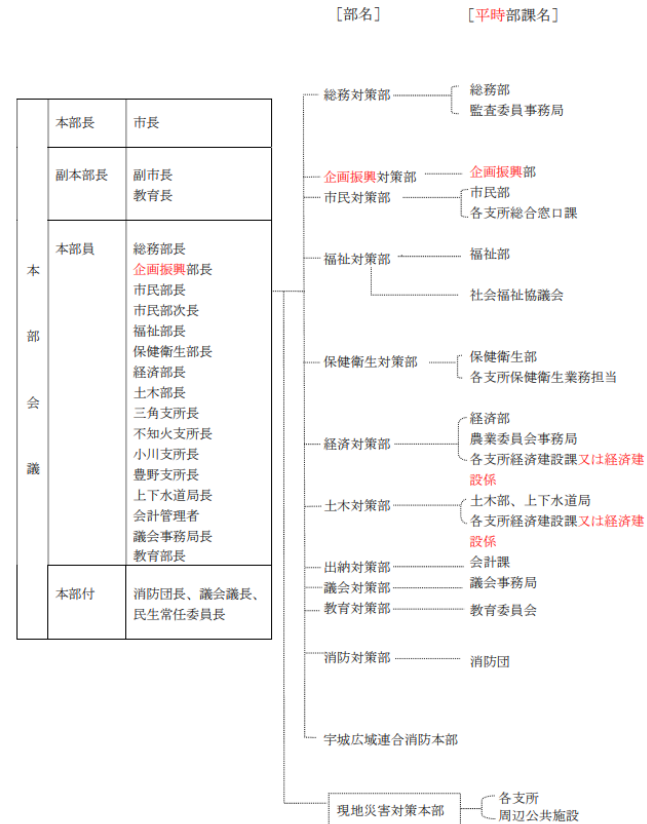 [部名]
[平時部課名]
本部会議
本部長
市長
副本部長
副市長
教育長
本部員
総務部長
企画振興部長
市民部長
市民部次長
福祉部長
保健衛生部長
経済部長
土木部長
三角支所長
不知火支所長
小川支所長
豊野支所長
上下水道局長
会計管理者
議会事務局長
教育部長
本部付
消防団長、議会議長、
民生常任委員長
総務対策部
総務部
監査委員事務局
企画振興対策部
企画振興部
市民対策部
市民部
各支所総合窓口課
福祉対策部
福祉部
社会福祉協議会
保健衛生対策部
保健衛生部
各支所保健衛生業務担当
経済対策部
経済部
農業委員会事務局
各支所経済建設課又は経済建
設係
土木対策部
土木部、上下水道局
各支所経済建設課又は経済建
設係
出納対策部
会計課
議会対策部
議会事務局
教育対策部
教育委員会
消防対策部
消防団
宇城広域連合消防本部
現地災害対策本部
各支所
周辺公共施設